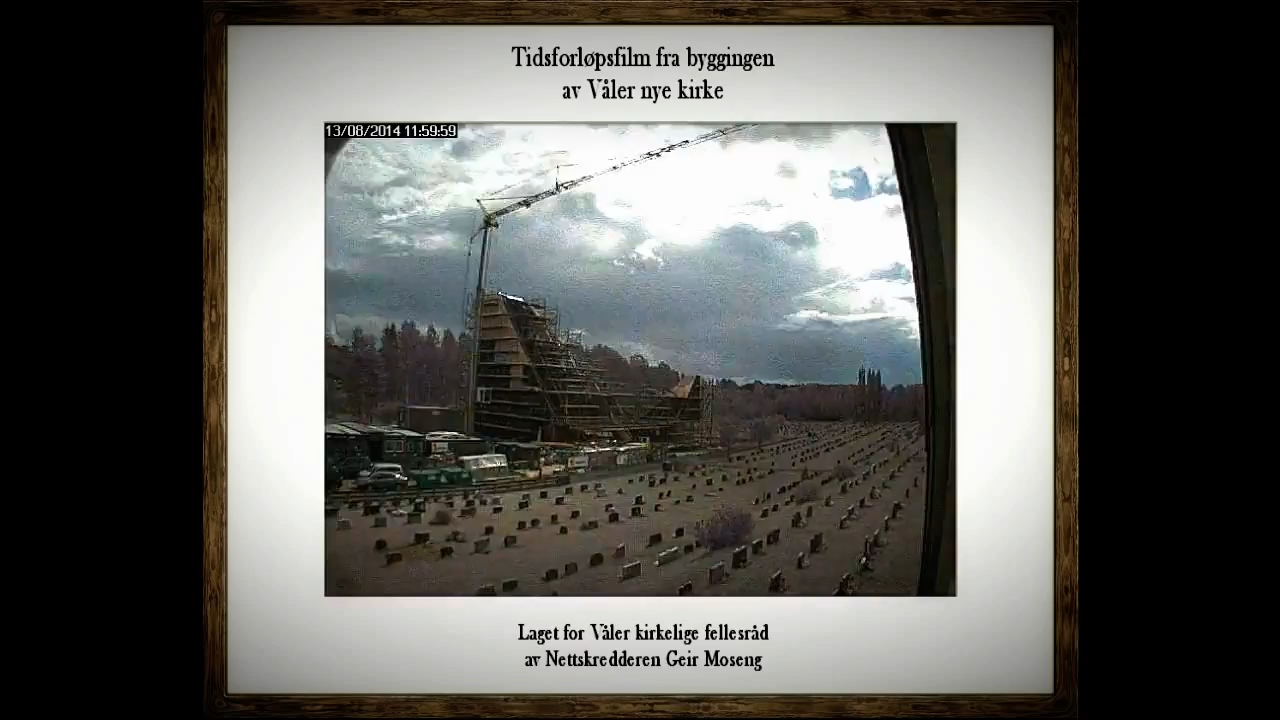 Tidsforløpsfilm fra byggingen
av Våler nye kirke
13/08/2014 11:59:59
Laget for Våler kirkelige fellesråd
av Nettskredderen Geir Moseng